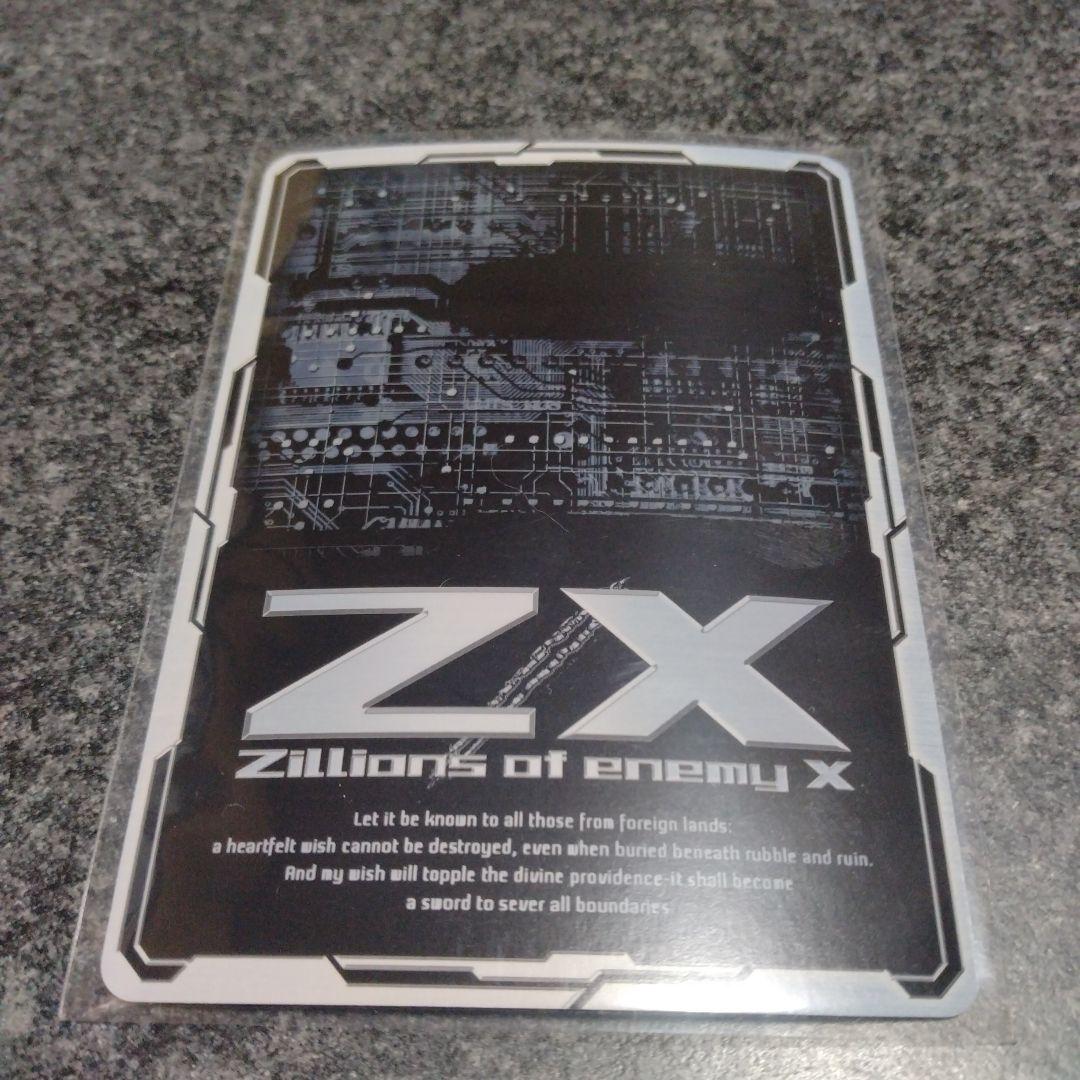 Z/X
Zillions of enemy X
Let it be known to all those from foreign lands:
a heartfelt wish cannot be destroyed, even when buried beneath rubble and ruin.
And my wish will topple the divine providence-it shall become
a sword to sever all boundaries.